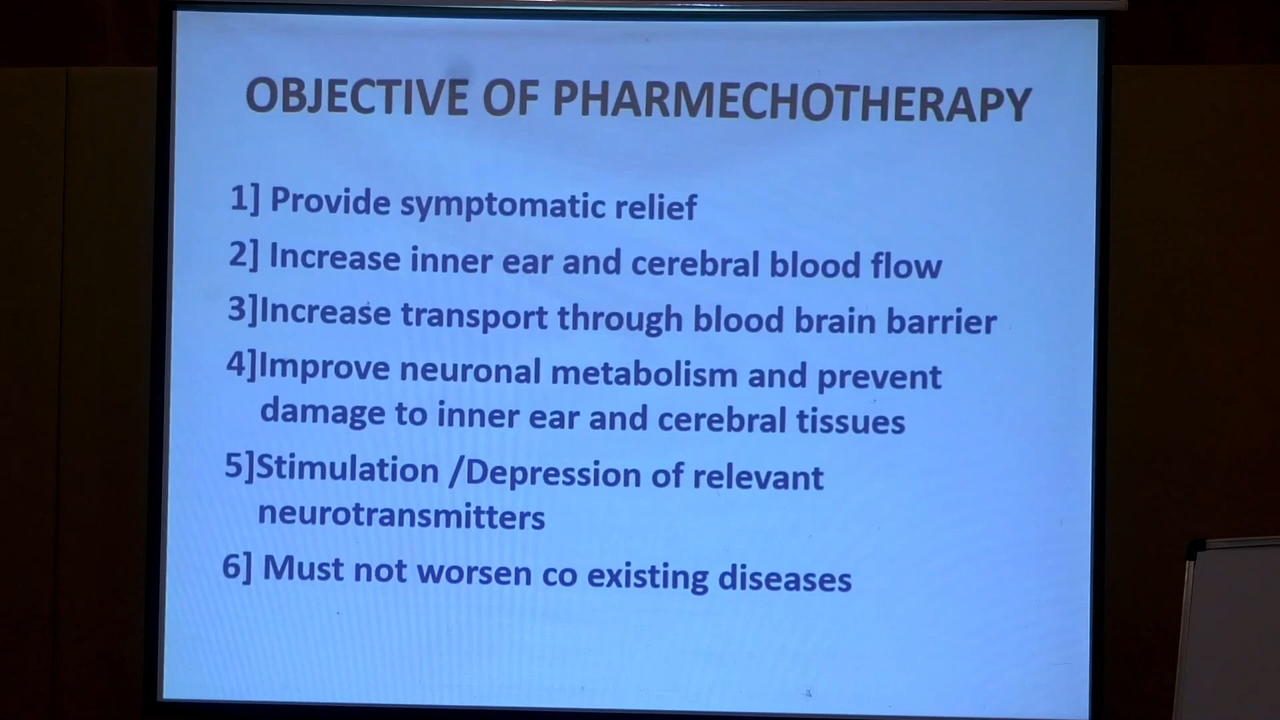 OBJECTIVE OF PHARMECHOTHERAPY
1] Provide symptomatic relief
2] Increase inner ear and cerebral blood flow
3]Increase transport through blood brain barrier
4]Improve neuronal metabolism and prevent
damage to inner ear and cerebral tissues
5]Stimulation /Depression of relevant
neurotransmitters
6] Must not worsen co existing diseases